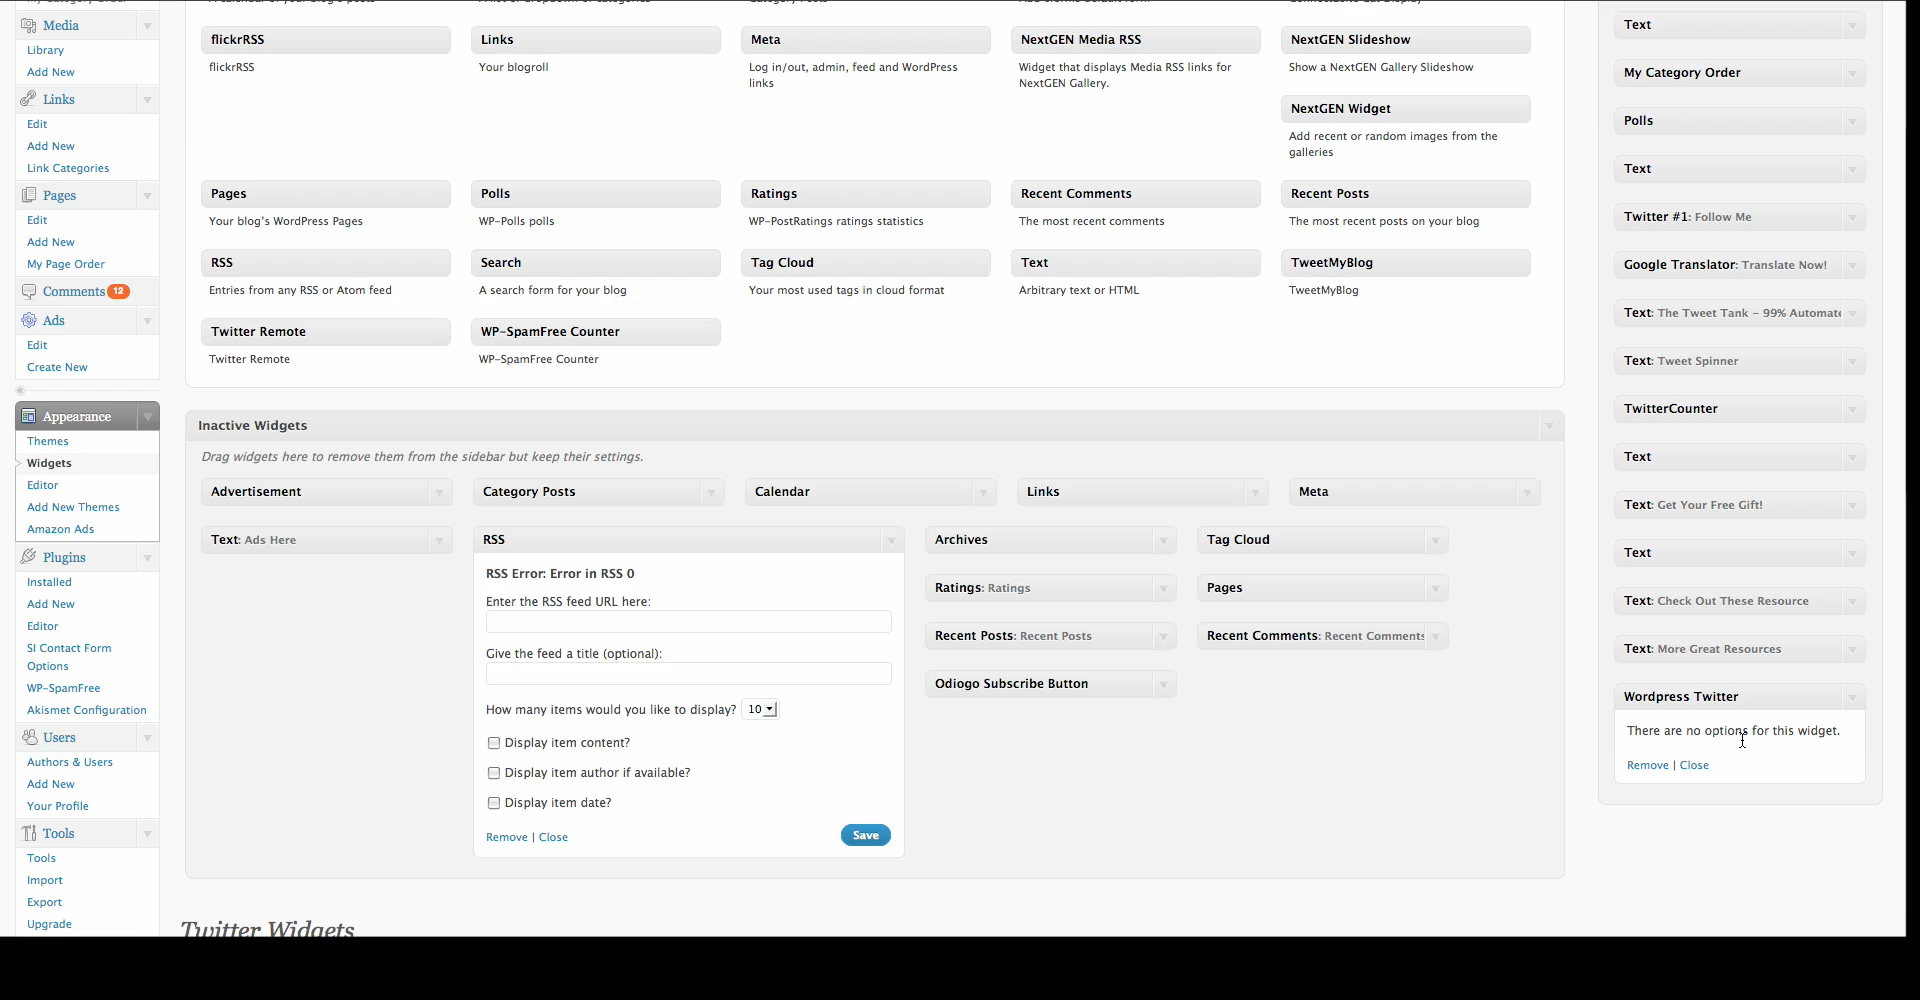 Media
Library
Add New
Links
Edit
Add New
Link Categories
Pages
Edit
Add New
My Page Order
Comments 12
Ads
Edit
Create New
Appearance
Themes
Widgets
Editor
Add New Themes
Amazon Ads
Plugins
Installed
Add New
Editor
SI Contact Form
Options
WP-SpamFree
Akismet Configuration
Users
Authors & Users
Add New
Your Profile
Tools
Tools
Import
Export
Upgrade
flickrRSS
flickrRSS
Links
Your blogroll
Meta
Log in/out, admin, feed and WordPress
links
NextGEN Media RSS
Widget that displays Media RSS links for
NextGEN Gallery.
NextGEN Slideshow
Show a NextGEN Gallery Slideshow
NextGEN Widget
Add recent or random images from the
galleries
Pages
Your blog's WordPress Pages
Polls
WP-Polls polls
Ratings
WP-PostRatings ratings statistics
Recent Comments
The most recent comments
Recent Posts
The most recent posts on your blog
RSS
Entries from any RSS or Atom feed
Search
A search form for your blog
Tag Cloud
Your most used tags in cloud format
Text
Arbitrary text or HTML
TweetMyBlog
TweetMyBlog
Twitter Remote
Twitter Remote
WP-SpamFree Counter
WP-SpamFree Counter
Inactive Widgets
Drag widgets here to remove them from the sidebar but keep their settings.
Advertisement
Category Posts
Calendar
Links
Meta
Text: Ads Here
RSS
RSS Error: Error in RSS 0
Enter the RSS feed URL here:
Give the feed a title (optional):
How many items would you like to display? 10
Display item content?
Display item author if available?
Display item date?
Remove | Close
Save
Archives
Tag Cloud
Ratings: Ratings
Pages
Recent Posts: Recent Posts
Recent Comments: Recent Comments
Odiogo Subscribe Button
Twitter Widgets
Text
My Category Order
Polls
Text
Twitter #1: Follow Me
Google Translator: Translate Now!
Text: The Tweet Tank – 99% Automate
Text: Tweet Spinner
TwitterCounter
Text
Text: Get Your Free Gift!
Text
Text: Check Out These Resource
Text: More Great Resources
Wordpress Twitter
There are no options for this widget.
Remove | Close